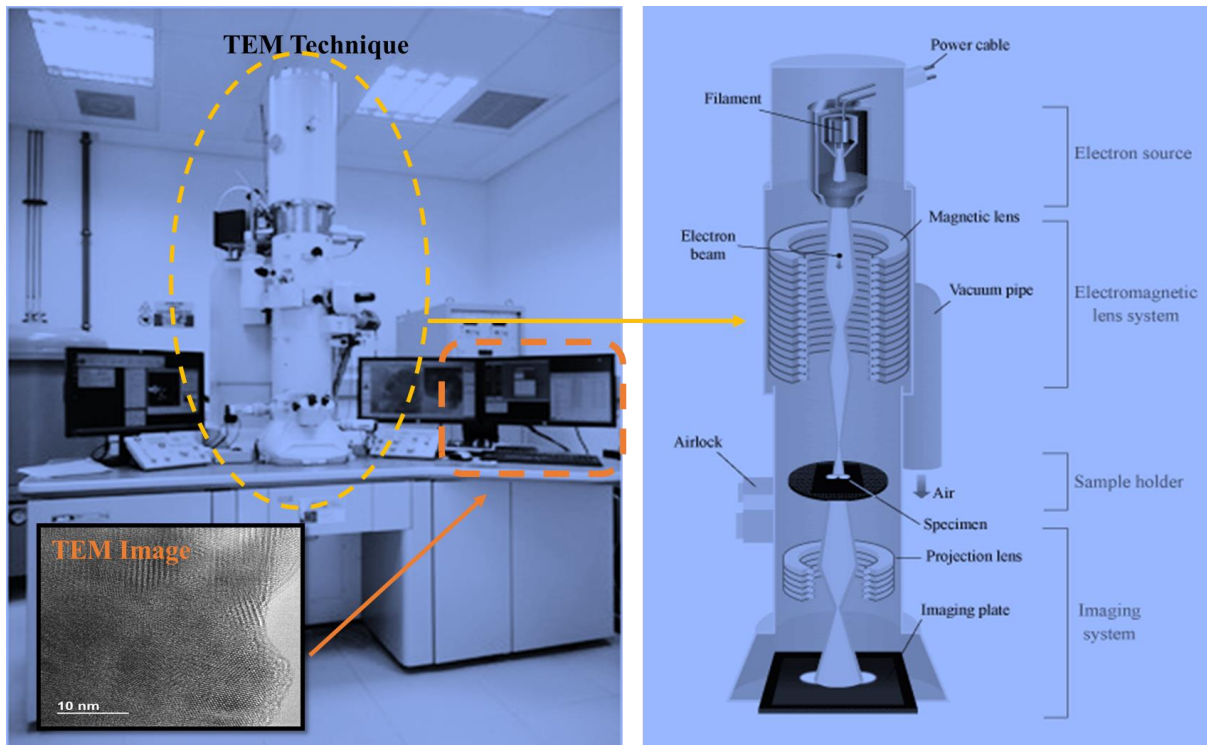 TEM Technique
TEM Image
10 nm
Power cable
Filament
Electron source
Magnetic lens
Electron
beam
Vacuum pipe
Electromagnetic
lens system
Airlock
Sample holder
Air
Specimen
Projection lens
Imaging plate
Imaging
system